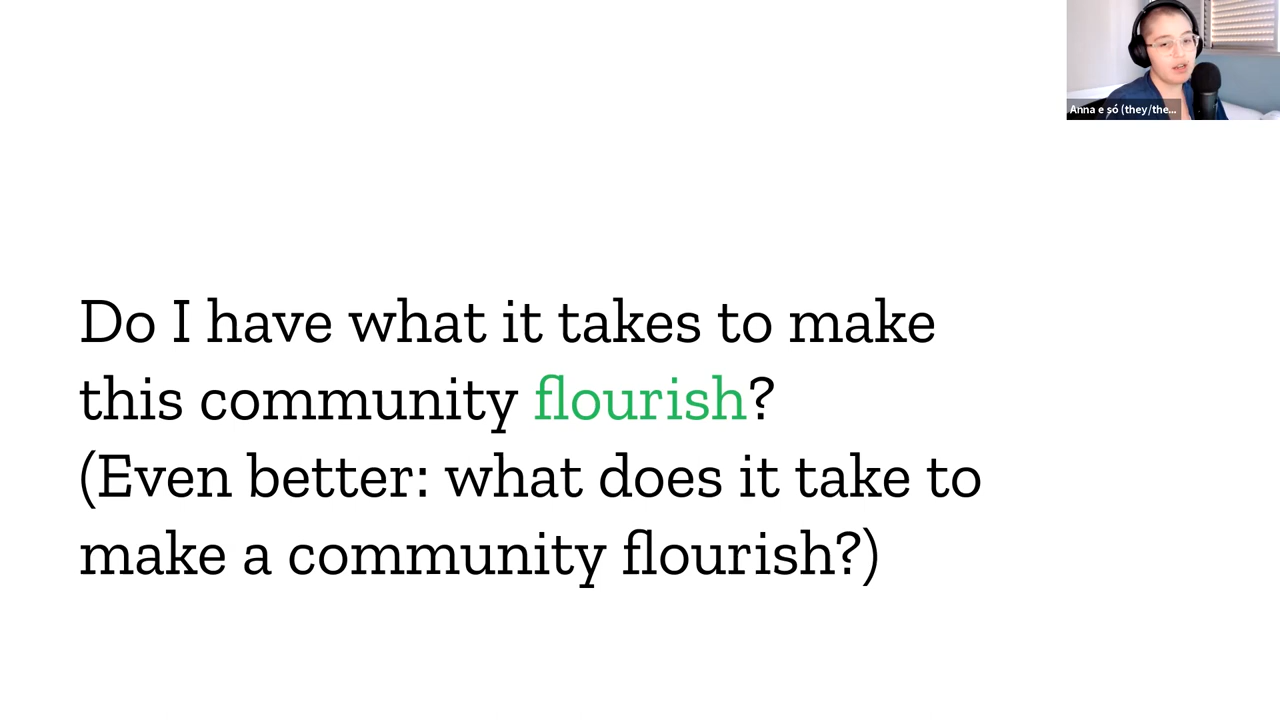 Anna e só (they/the...
Do I have what it takes to make
this community flourish?
(Even better: what does it take to
make a community flourish?)